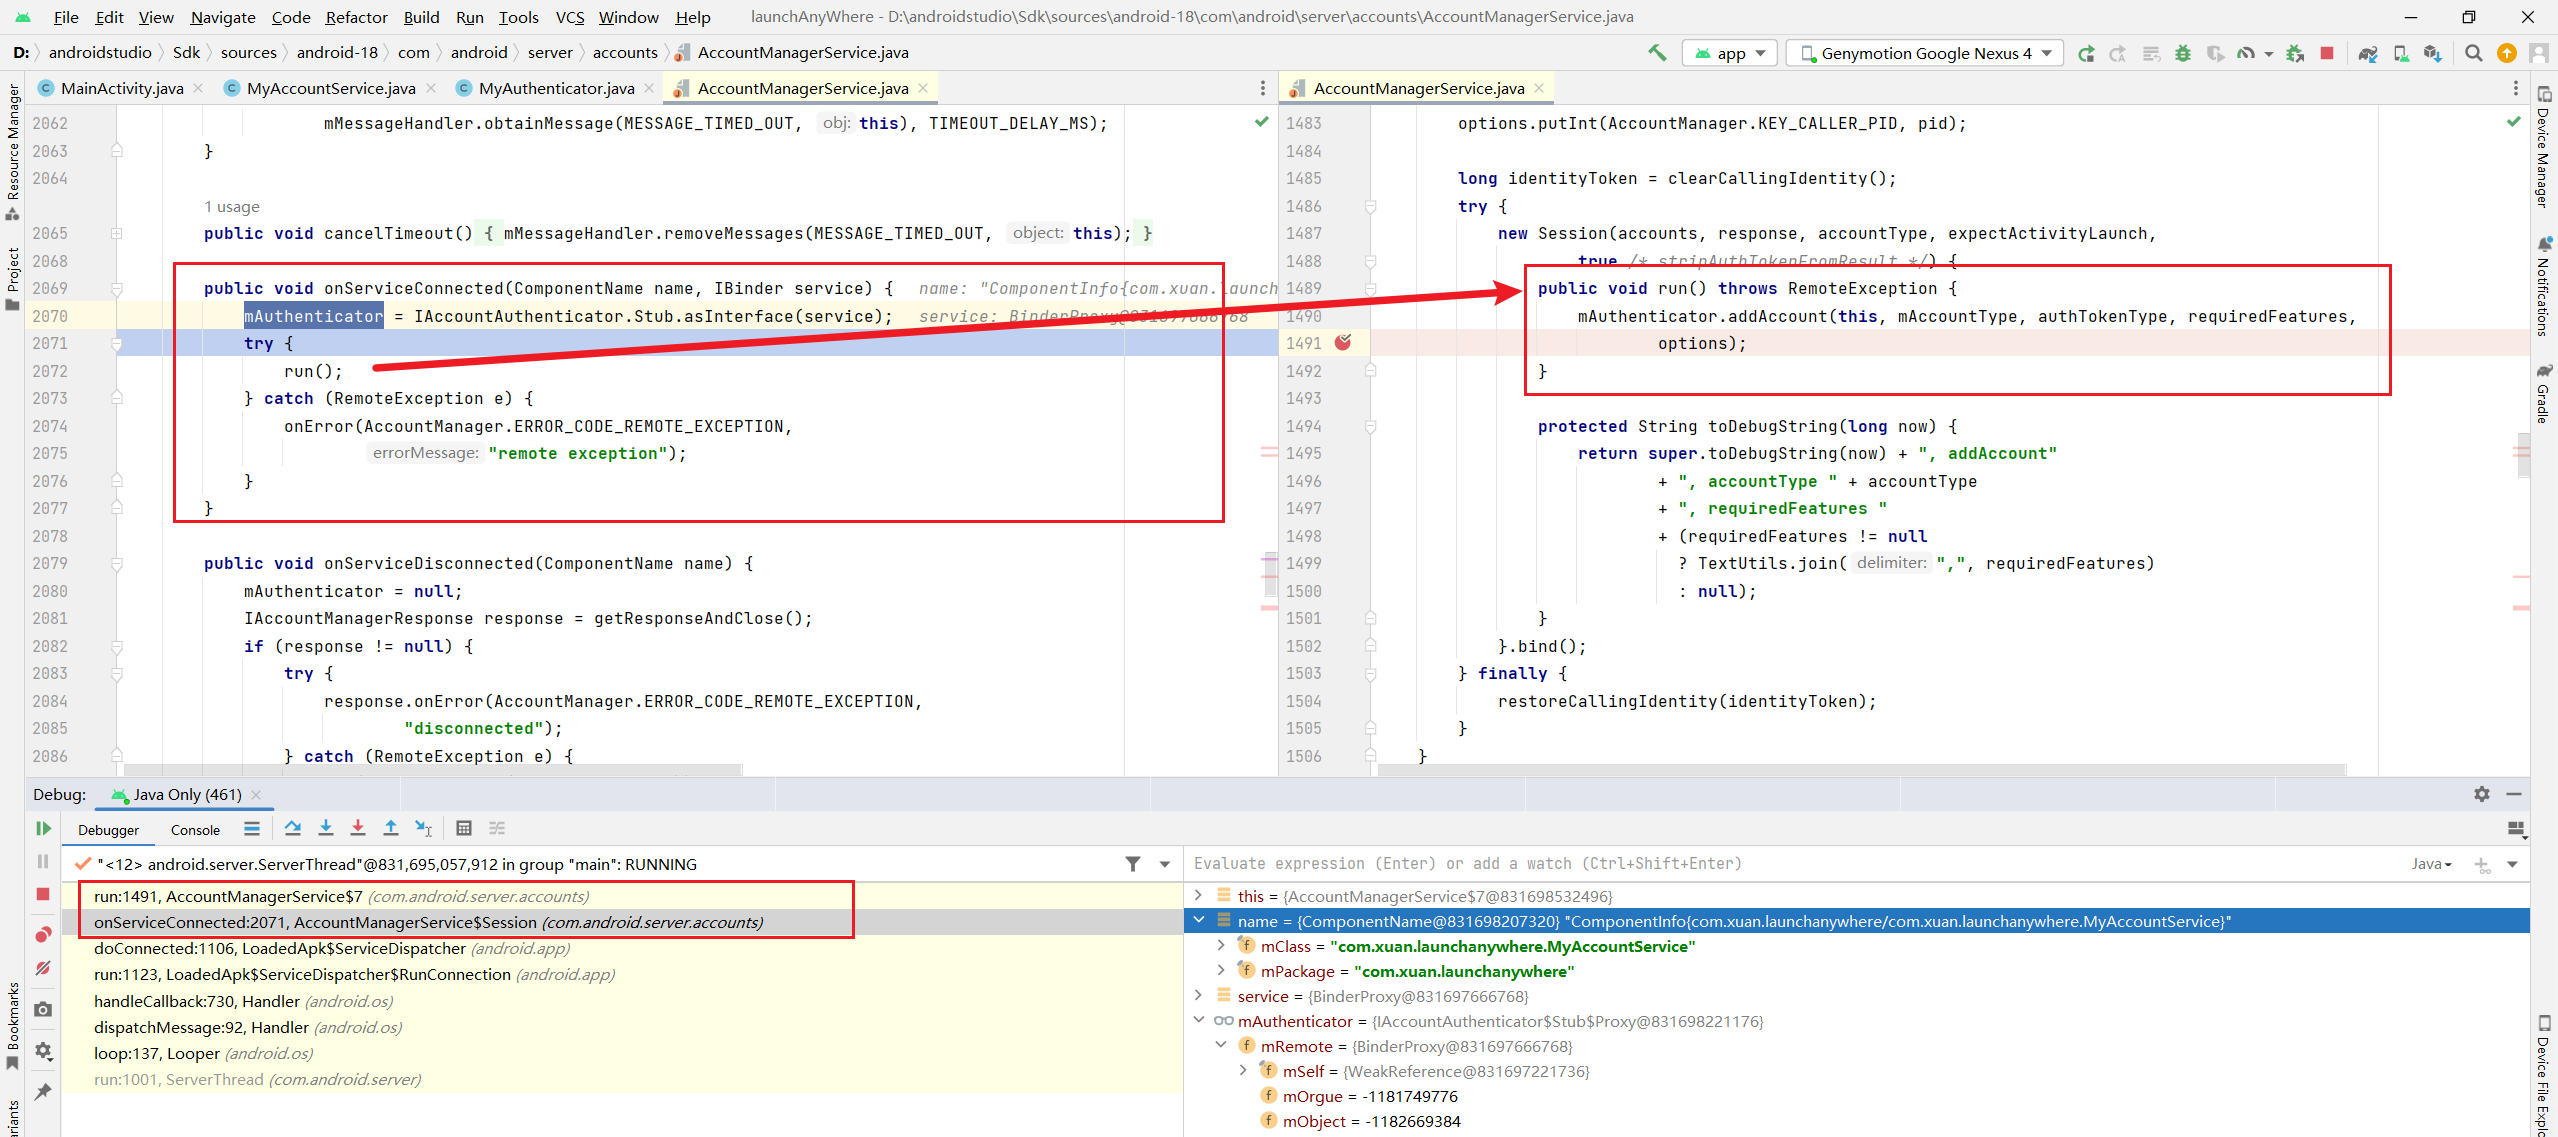 File Edit View Navigate Code Refactor Build Run Tools VCS Window Help launchAnyWhere - D:\androidstudio\Sdk\sources\android-18\com\android\server\accounts\AccountManagerService.java
D: androidstudio Sdk sources android-18 com android server accounts AccountManagerService.java app Genymotion Google Nexus 4
MainActivity.java MyAccountService.java MyAuthenticator.java AccountManagerService.java
AccountManagerService.java
Resource Manager
Project
Bookmarks
2062 mMessageHandler.obtainMessage(MESSAGE_TIMED_OUT, obj: this), TIMEOUT_DELAY_MS);
2063 }
2064
1 usage
2065 public void cancelTimeout() { mMessageHandler.removeMessages(MESSAGE_TIMED_OUT, object: this); }
2068
2069 public void onServiceConnected(ComponentName name, IBinder service) { name: "ComponentInfo{com.xuan.launch
2070 mAuthenticator = IAccountAuthenticator.Stub.asInterface(service); service: BinderProxy@831697666768
2071 try {
2072 run();
2073 } catch (RemoteException e) {
2074 onError(AccountManager.ERROR_CODE_REMOTE_EXCEPTION,
2075 errorMessage: "remote exception");
2076 }
2077 }
2078
2079 public void onServiceDisconnected(ComponentName name) {
2080 mAuthenticator = null;
2081 IAccountManagerResponse response = getResponseAndClose();
2082 if (response != null) {
2083 try {
2084 response.onError(AccountManager.ERROR_CODE_REMOTE_EXCEPTION,
2085 "disconnected");
2086 } catch (RemoteException e) {
1483 options.putInt(AccountManager.KEY_CALLER_PID, pid);
1484
1485 long identityToken = clearCallingIdentity();
1486 try {
1487 new Session(accounts, response, accountType, expectActivityLaunch,
1488 true /* stripAuthTokenFromResult */) {
1489 public void run() throws RemoteException {
1490 mAuthenticator.addAccount(this, mAccountType, authTokenType, requiredFeatures,
1491 options);
1492 }
1493
1494 protected String toDebugString(long now) {
1495 return super.toDebugString(now) + ", addAccount"
1496 + ", accountType " + accountType
1497 + ", requiredFeatures "
1498 + (requiredFeatures != null
1499 ? TextUtils.join( delimiter: ",", requiredFeatures)
1500 : null);
1501 }
1502 }.bind();
1503 } finally {
1504 restoreCallingIdentity(identityToken);
1505 }
1506 }
Device Manager
Notifications
Gradle
Device File Explo
Debug: Java Only (461)
Debugger Console
"<12> android.server.ServerThread"@831,695,057,912 in group "main": RUNNING
run:1491, AccountManagerService$7 (com.android.server.accounts)
onServiceConnected:2071, AccountManagerService$Session (com.android.server.accounts)
doConnected:1106, LoadedApk$ServiceDispatcher (android.app)
run:1123, LoadedApk$ServiceDispatcher$RunConnection (android.app)
handleCallback:730, Handler (android.os)
dispatchMessage:92, Handler (android.os)
loop:137, Looper (android.os)
run:1001, ServerThread (com.android.server)
Evaluate expression (Enter) or add a watch (Ctrl+Shift+Enter) Java
this = {AccountManagerService$7@831698532496}
name = {ComponentName@831698207320} "ComponentInfo{com.xuan.launchanywhere/com.xuan.launchanywhere.MyAccountService}"
mClass = "com.xuan.launchanywhere.MyAccountService"
mPackage = "com.xuan.launchanywhere"
service = {BinderProxy@831697666768}
mAuthenticator = {IAccountAuthenticator$Stub$Proxy@831698221176}
mRemote = {BinderProxy@831697666768}
mSelf = {WeakReference@831697221736}
mOrgue = -1181749776
mObject = -1182669384